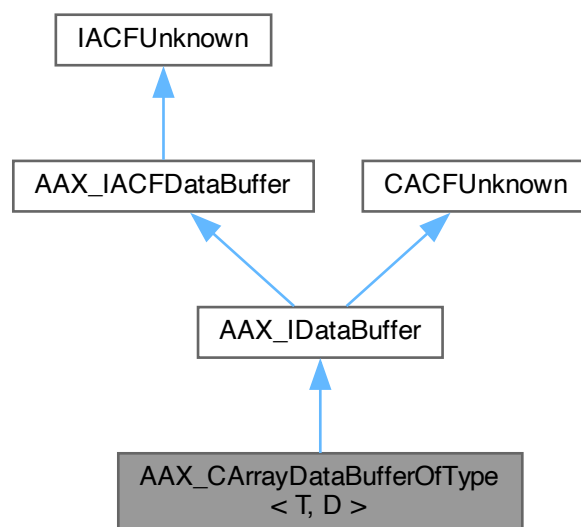 IACFUnknown
AAX_IACFDataBuffer
CACFUnknown
AAX_IDataBuffer
AAX_CArrayDataBufferOfType
< T, D >